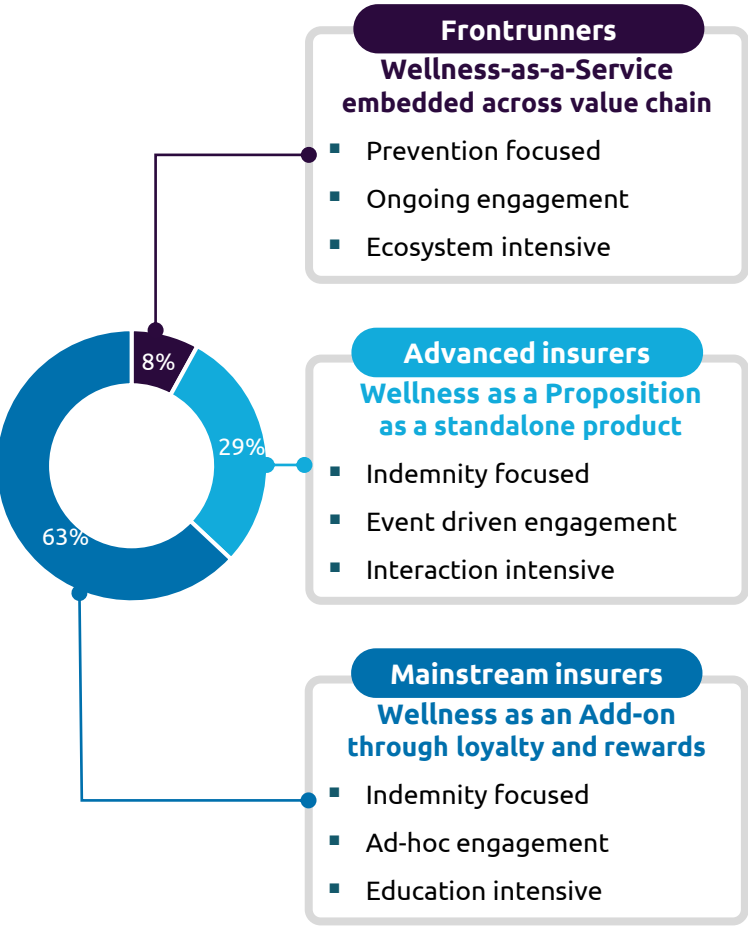 Frontrunners
Wellness-as-a-Service
embedded across value chain
▪ Prevention focused
▪ Ongoing engagement
▪ Ecosystem intensive
8%
29%
63%
Advanced insurers
Wellness as a Proposition
as a standalone product
▪ Indemnity focused
▪ Event driven engagement
▪ Interaction intensive
Mainstream insurers
Wellness as an Add-on
through loyalty and rewards
▪ Indemnity focused
▪ Ad-hoc engagement
▪ Education intensive